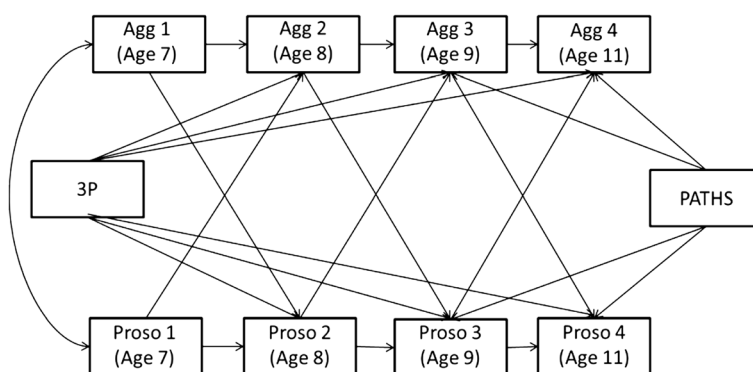 Agg 1
(Age 7)
Agg 2
(Age 8)
Agg 3
(Age 9)
Agg 4
(Age 11)
3P
PATHS
Proso 1
(Age 7)
Proso 2
(Age 8)
Proso 3
(Age 9)
Proso 4
(Age 11)